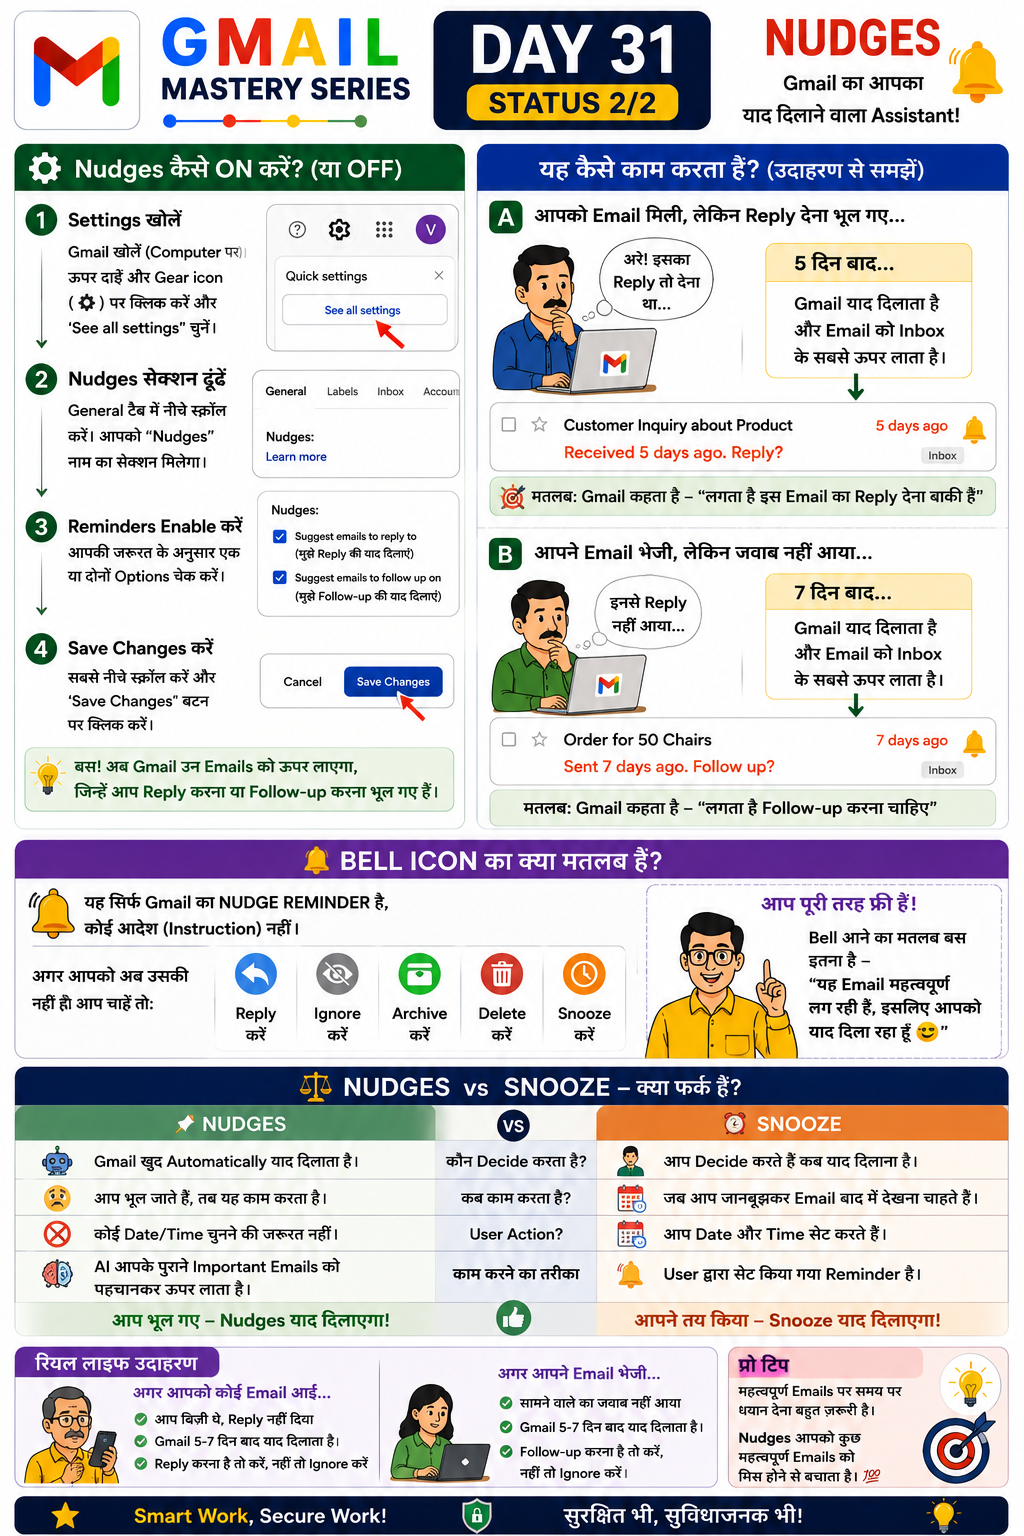 GMAIL
MASTERY SERIES
DAY 31
STATUS 2/2
NUDGES
Gmail का आपका
याद दिलाने वाला Assistant!
Nudges कैसे ON करें? (या OFF)
1
Settings खोलें
Gmail खोलें (Computer पर)
ऊपर दाईं और Gear icon
( ) पर क्लिक करें और
'See all settings" चुनें।
V
Quick settings
See all settings
2
Nudges सेक्शन ढूंढें
General टैब में नीचे स्क्रॉल
करें। आपको "Nudges"
नाम का सेक्शन मिलेगा।
General Labels Inbox Accoun
Nudges:
Learn more
3
Reminders Enable करें
आपकी जरूरत के अनुसार एक
या दोनों Options चेक करें।
Nudges:
Suggest emails to reply to
(मुझे Reply की याद दिलाएं)
Suggest emails to follow up on
(मुझे Follow-up की याद दिलाएं)
4
Save Changes करें
सबसे नीचे स्क्रॉल करें और
'Save Changes" बटन
पर क्लिक करें।
Cancel Save Changes
बस! अब Gmail उन Emails को ऊपर लाएगा,
जिन्हें आप Reply करना या Follow-up करना भूल गए हैं।
यह कैसे काम करता हैं? (उदाहरण से समझें)
A आपको Email मिली, लेकिन Reply देना भूल गए...
अरे! इसका
Reply तो देना
था...
5 दिन बाद...
Gmail याद दिलाता है
और Email को Inbox
के सबसे ऊपर लाता है।
Customer Inquiry about Product 5 days ago
Received 5 days ago. Reply? Inbox
मतलब: Gmail कहता है – "लगता है इस Email का Reply देना बाकी हैं"
B आपने Email भेजी, लेकिन जवाब नहीं आया...
इनसे Reply
नहीं आया...
7 दिन बाद...
Gmail याद दिलाता है
और Email को Inbox
के सबसे ऊपर लाता है।
Order for 50 Chairs 7 days ago
Sent 7 days ago. Follow up? Inbox
मतलब: Gmail कहता है – "लगता है Follow-up करना चाहिए"
BELL ICON का क्या मतलब हैं?
यह सिर्फ Gmail का NUDGE REMINDER है,
कोई आदेश (Instruction) नहीं।
अगर आपको अब उसकी
नहीं है। आप चाहें तो:
Reply करें
Ignore करें
Archive करें
Delete करें
Snooze करें
आप पूरी तरह फ्री हैं!
Bell आने का मतलब बस
इतना है –
"यह Email महत्वपूर्ण
लग रही हैं, इसलिए आपको
याद दिला रहा हूँ 😍"
NUDGES vs SNOOZE – क्या फर्क हैं?
NUDGES VS SNOOZE
Gmail खुद Automatically याद दिलाता है। कौन Decide करता है? आप Decide करते हैं कब याद दिलाना है।
आप भूल जाते हैं, तब यह काम करता है। कब काम करता है? जब आप जानबूझकर Email बाद में देखना चाहते हैं।
कोई Date/Time चुनने की जरूरत नहीं। User Action? आप Date और Time सेट करते हैं।
AI आपके पुराने Important Emails को
पहचानकर ऊपर लाता है। काम करने का तरीका User द्वारा सेट किया गया Reminder है।
आप भूल गए – Nudges याद दिलाएगा! आपने तय किया – Snooze याद दिलाएगा!
रियल लाइफ उदाहरण
अगर आपको कोई Email आई...
आप बिज़ी थे, Reply नहीं दिया
Gmail 5-7 दिन बाद याद दिलाता है।
Reply करना है तो करें, नहीं तो Ignore करें
अगर आपने Email भेजी...
सामने वाले का जवाब नहीं आया
Gmail 5-7 दिन बाद याद दिलाता है।
Follow-up करना है तो करें,
नहीं तो Ignore करें।
प्रो टिप
महत्वपूर्ण Emails पर समय पर
ध्यान देना बहुत ज़रूरी है।
Nudges आपको कुछ
महत्वपूर्ण Emails को
मिस होने से बचाता है। 💯
Smart Work, Secure Work!
सुरक्षित भी, सुविधाजनक भी!